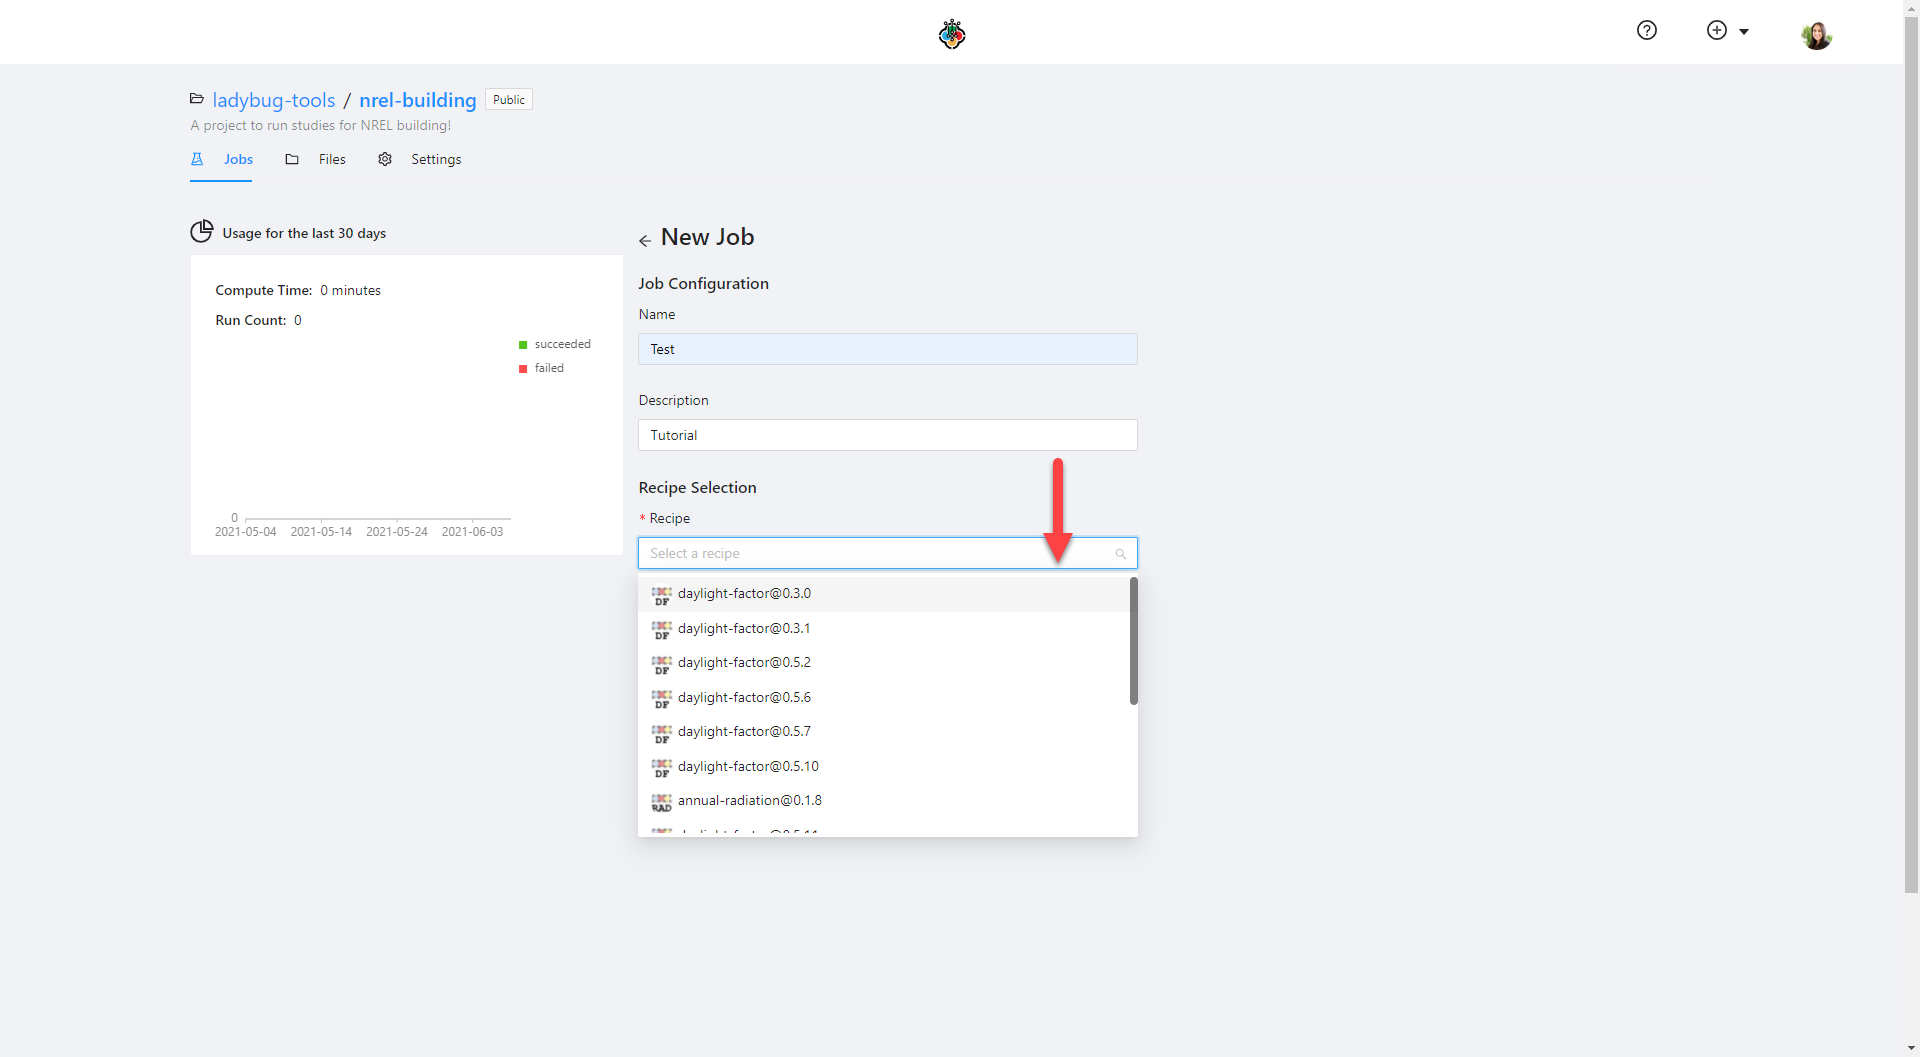 ladybug-tools / nrel-building Public
A project to run studies for NREL building!
Jobs Files Settings
Usage for the last 30 days
Compute Time: 0 minutes
Run Count: 0
succeeded
failed
0
2021-05-04 2021-05-14 2021-05-24 2021-06-03
New Job
Job Configuration
Name
Test
Description
Tutorial
Recipe Selection
* Recipe
Select a recipe
DF daylight-factor@0.3.0
DF daylight-factor@0.3.1
DF daylight-factor@0.5.2
DF daylight-factor@0.5.6
DF daylight-factor@0.5.7
DF daylight-factor@0.5.10
RAD annual-radiation@0.1.8
daylight-factor@0.5.11